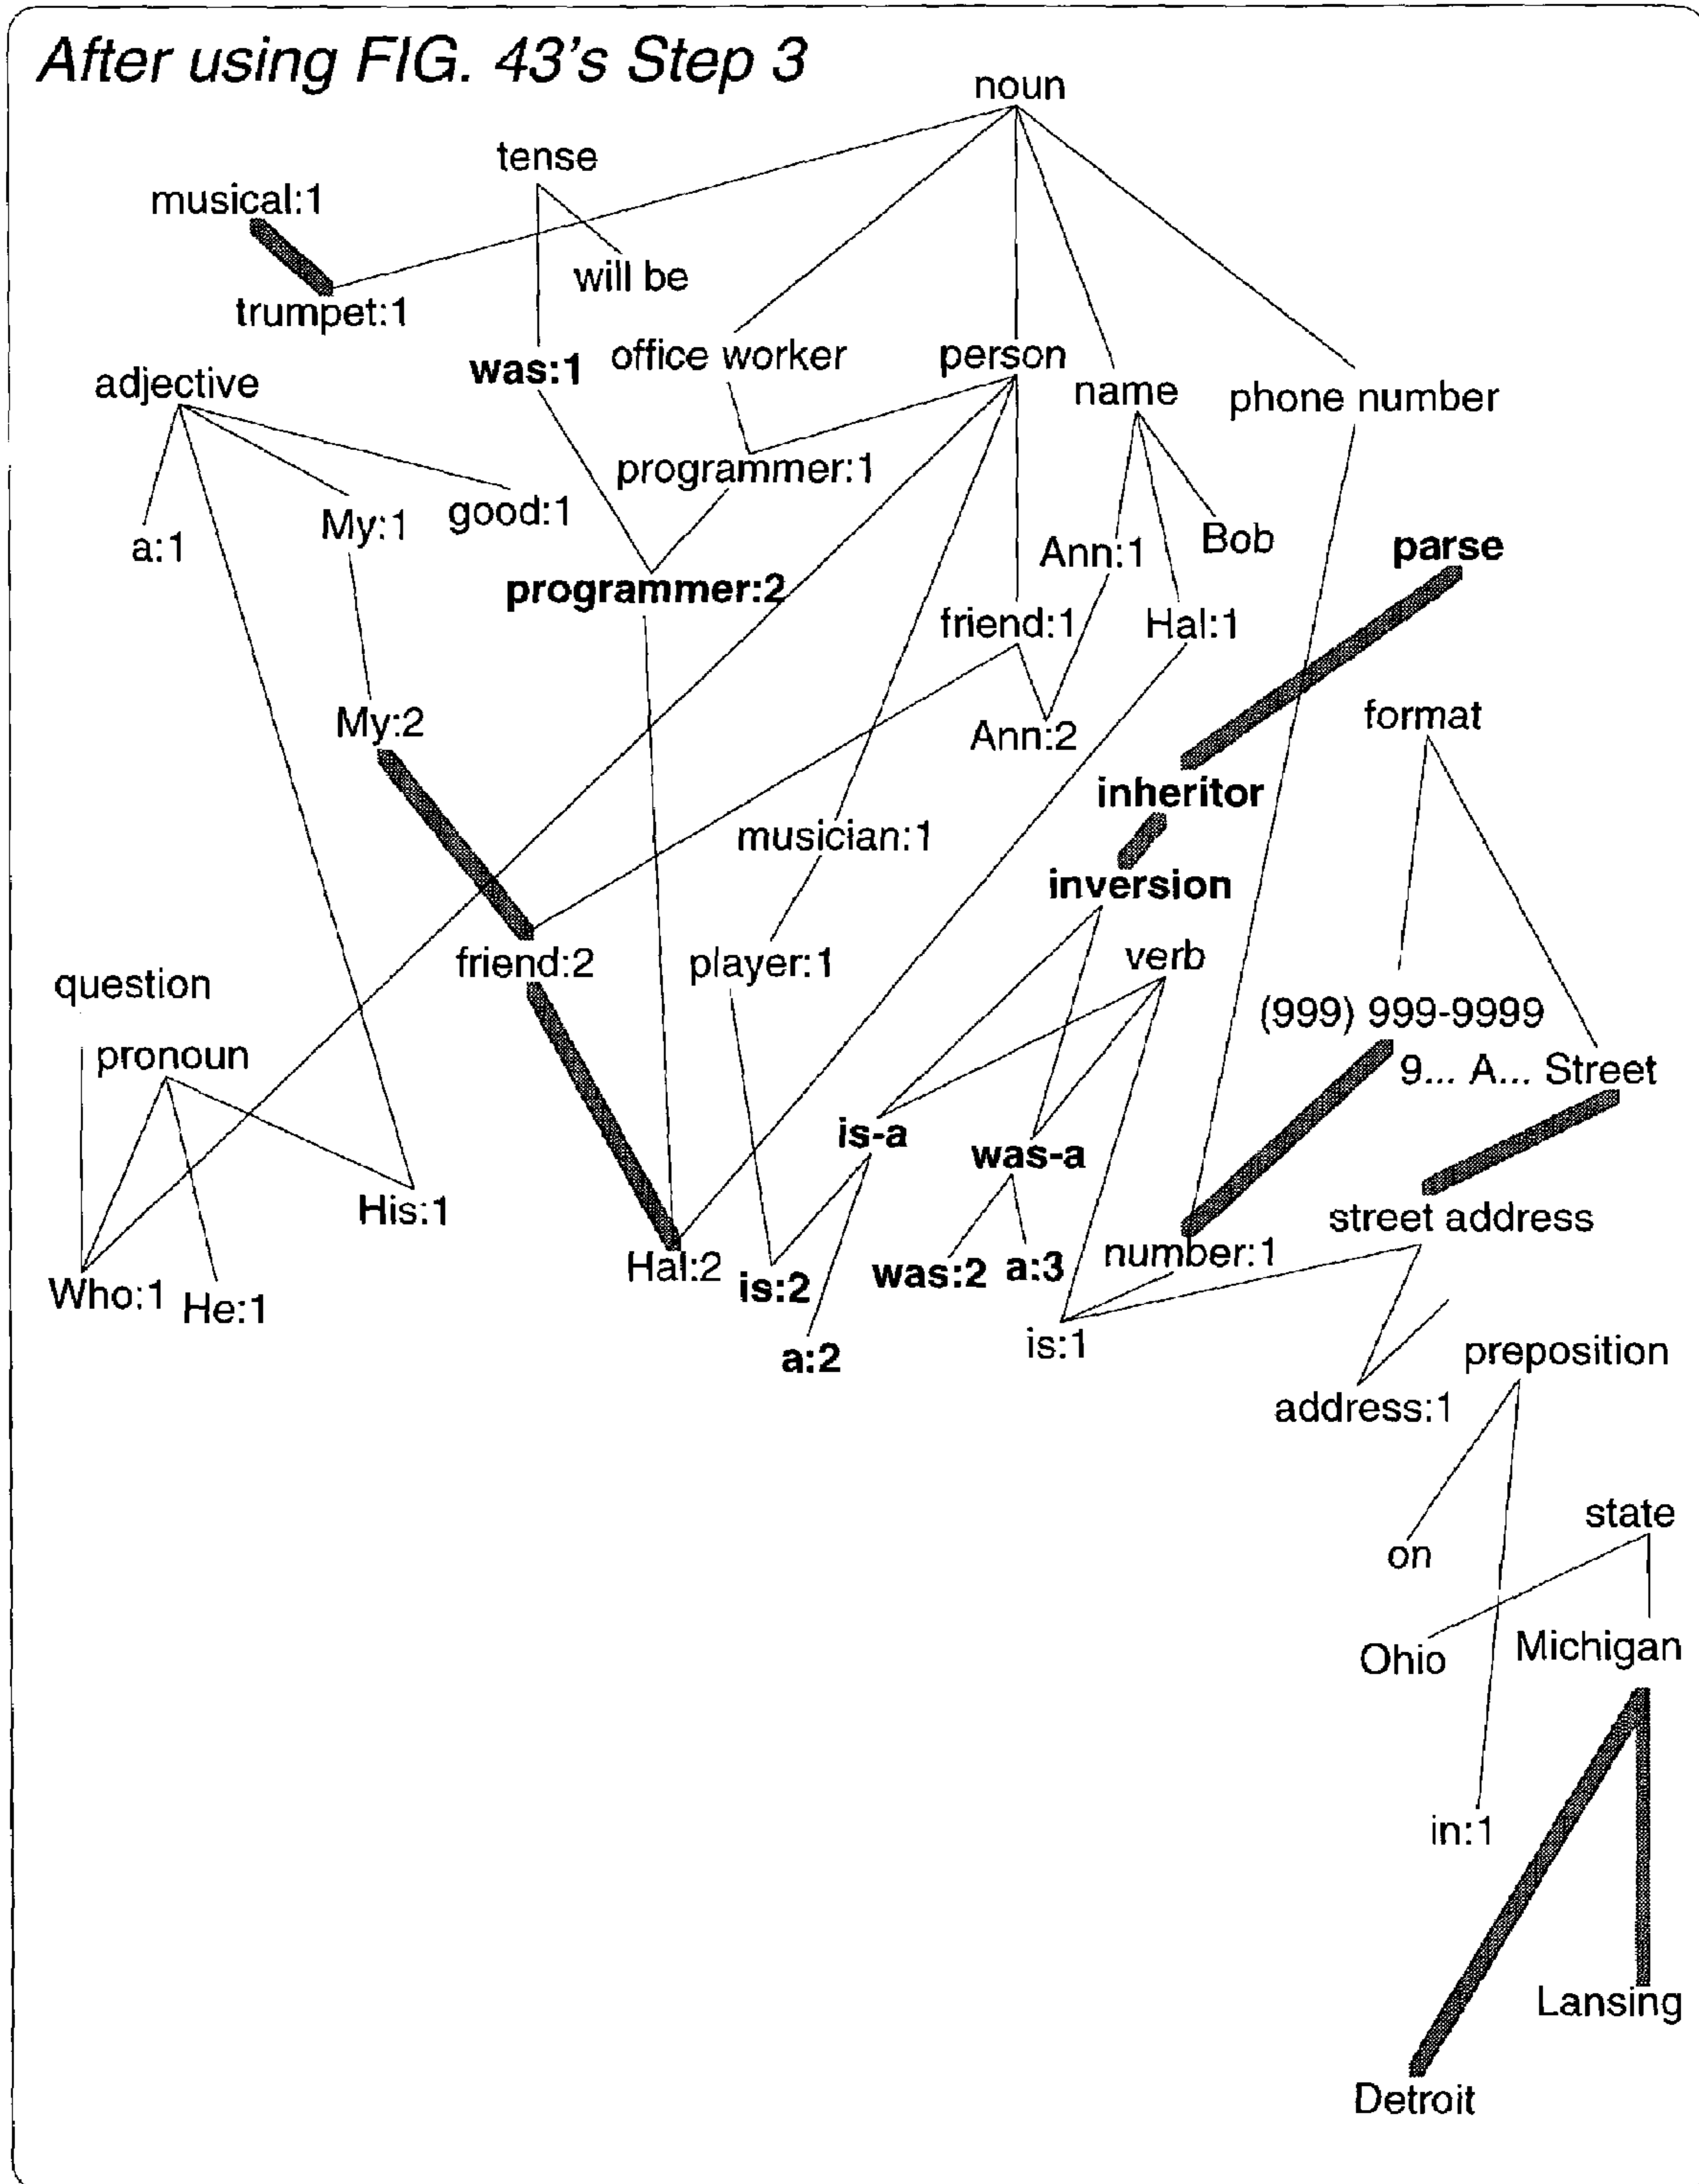 After using FIG. 43's Step 3
noun
tense
musical:1
will be
trumpet:1
was:1
office worker
person
adjective
name
phone number
programmer:1
good:1
My:1
a:1
Ann:1
Bob
parse
programmer:2
friend:1
Hal:1
My:2
Ann:2
format
inheritor
musician:1
inversion
friend:2
player:1
verb
question
(999) 999-9999
pronoun
9... A... Street
is-a
was-a
His:1
street address
number:1
Hal:2
is:2
was:2
a:3
Who:1
He:1
is:1
a:2
preposition
address:1
state
on
Ohio
Michigan
in:1
Lansing
Detroit